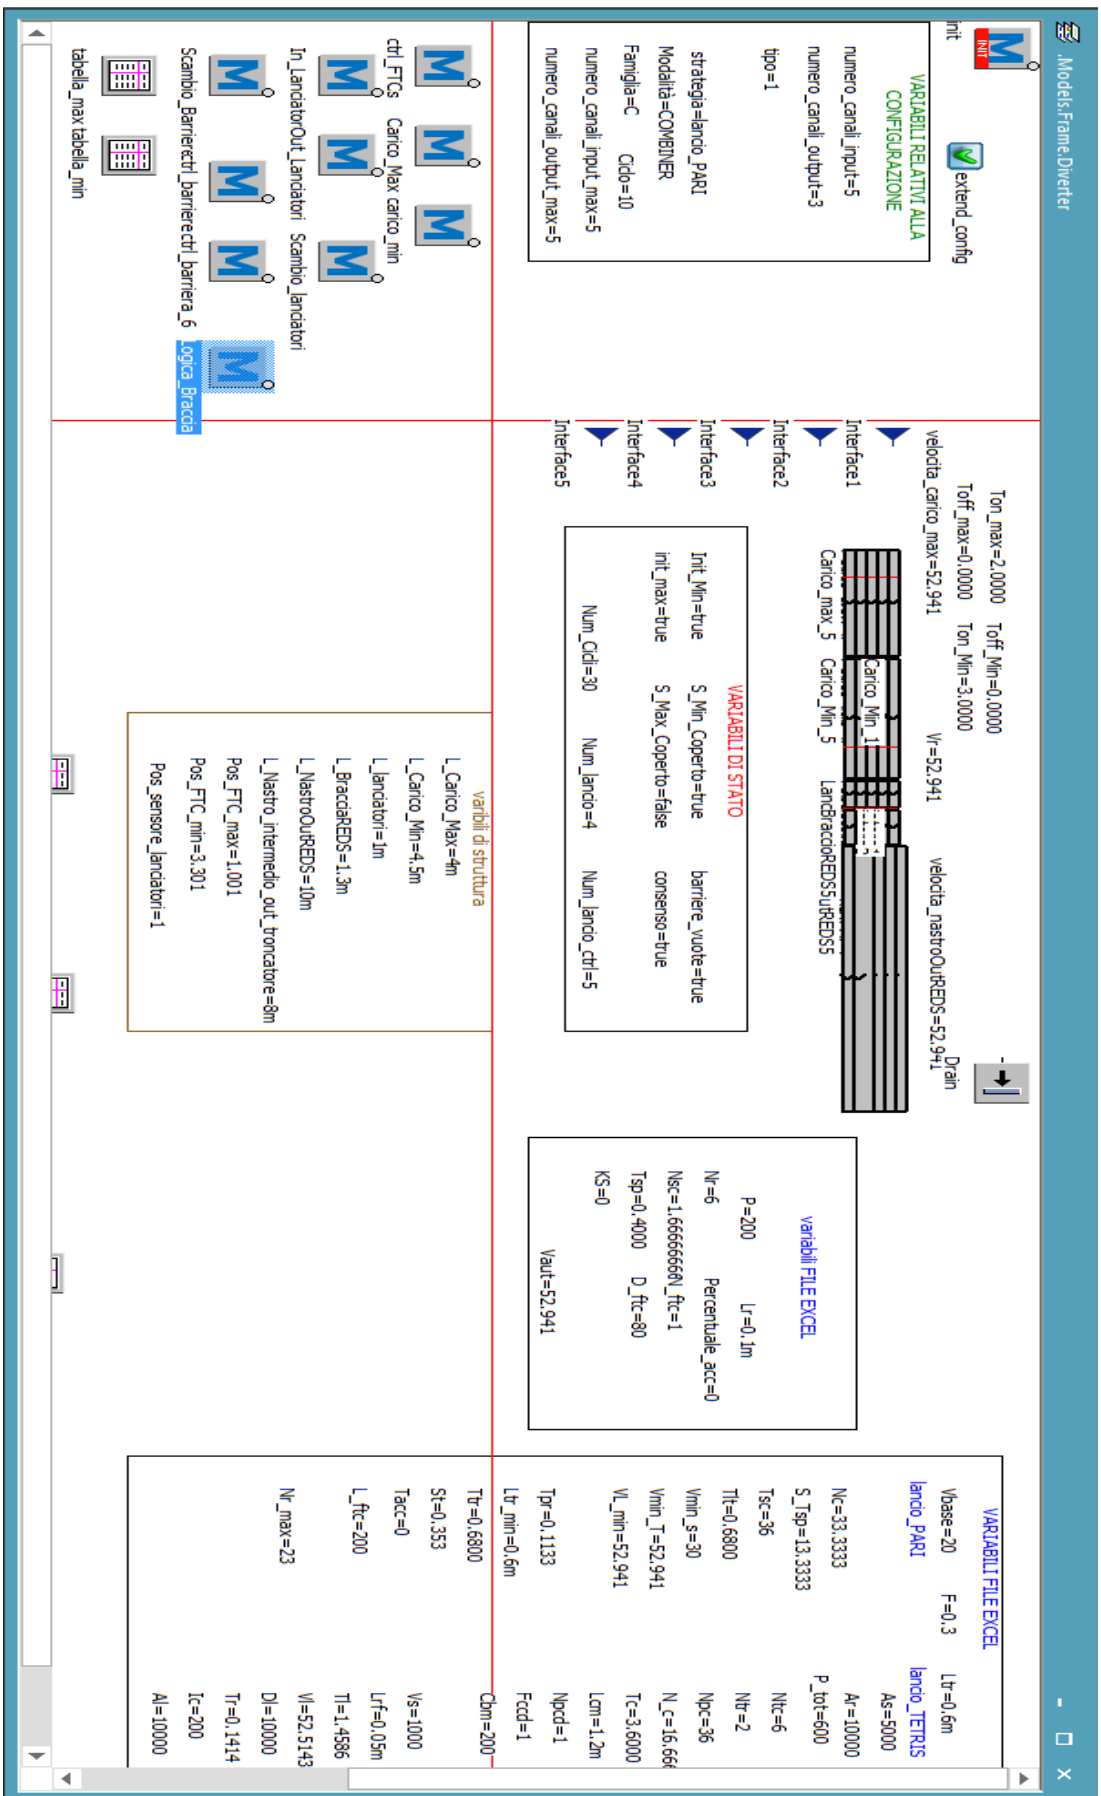 .Models.Frame.Diverter
INIT
init
extend_config
VARIABILI RELATIVI ALLA
CONFIGURAZIONE
numero_canali_input=5
numero_canali_output=3
tipo=1
strategia=lancio_PARI
Modalità=COMBINER
Famiglia=C Ciclo=10
numero_canali_input_max=5
numero_canali_output_max=5
M M M
ctrl_FTCs Carico_Max carico_min
M M M
In_LanciatorOut_Lanciatori Scambio_lanciatori
M M M M
Scambio_Barrierectrl_barrierectrl_barriera_6 Logica_Braccia
tabella_max tabella_min
Ton_max=2.0000 Toff_Min=0.0000
Toff_max=0.0000 Ton_Min=3.0000
velocita_carico_max=52.941 Vr=52.941 velocita_nastroOutREDS=52.941
Drain
Interface1
Interface2
Interface3
Interface4
Interface5
Carico_Min_1
Carico_max_5 Carico_Min_5 LancBraccioREDS5utREDS5
VARIABILI DI STATO
Init_Min=true S_Min_Coperto=true barriere_vuote=true
init_max=true S_Max_Coperto=false consenso=true
Num_Cicli=30 Num_lancio=4 Num_lancio_ctrl=5
varibili di struttura
L_Carico_Max=4m
L_Carico_Min=4.5m
L_lanciatori=1m
L_BracciaREDS=1.3m
L_NastroOutREDS=10m
L_Nastro_intermedio_out_troncatore=8m
Pos_FTC_max=1.001
Pos_FTC_min=3.301
Pos_sensore_lanciatori=1
variabili FILE EXCEL
P=200 Lr=0.1m
Nr=6 Percentuale_acc=0
_ftc=1
Tsp=0.4000 D_ftc=80
KS=0
Vaut=52.941
VARIABILI FILE EXCEL
Vbase=20 F=0.3 Ltr=0.6m
lancio_PARI lancio_TETRIS
As=5000
Nc=33.3333 Ar=10000
S_Tsp=13.3333 P_tot=600
Tsc=36 Ntc=6
Tlt=0.6800 Ntr=2
Vmin_s=30 Npc=36
Vmin_T=52.941 N_c=16.666
VL_min=52.941 Tc=3.6000
Lcm=1.2m
Tpr=0.1133 Npcd=1
Ltr_min=0.6m Fccd=1
Ttr=0.6800 Cbm=200
St=0.353
Tacc=0 Vs=1000
L_ftc=200 Lrf=0.05m
Tl=1.4586
Nr_max=23 Vl=52.5143
Dl=10000
Tr=0.1414
Ic=200
Al=10000